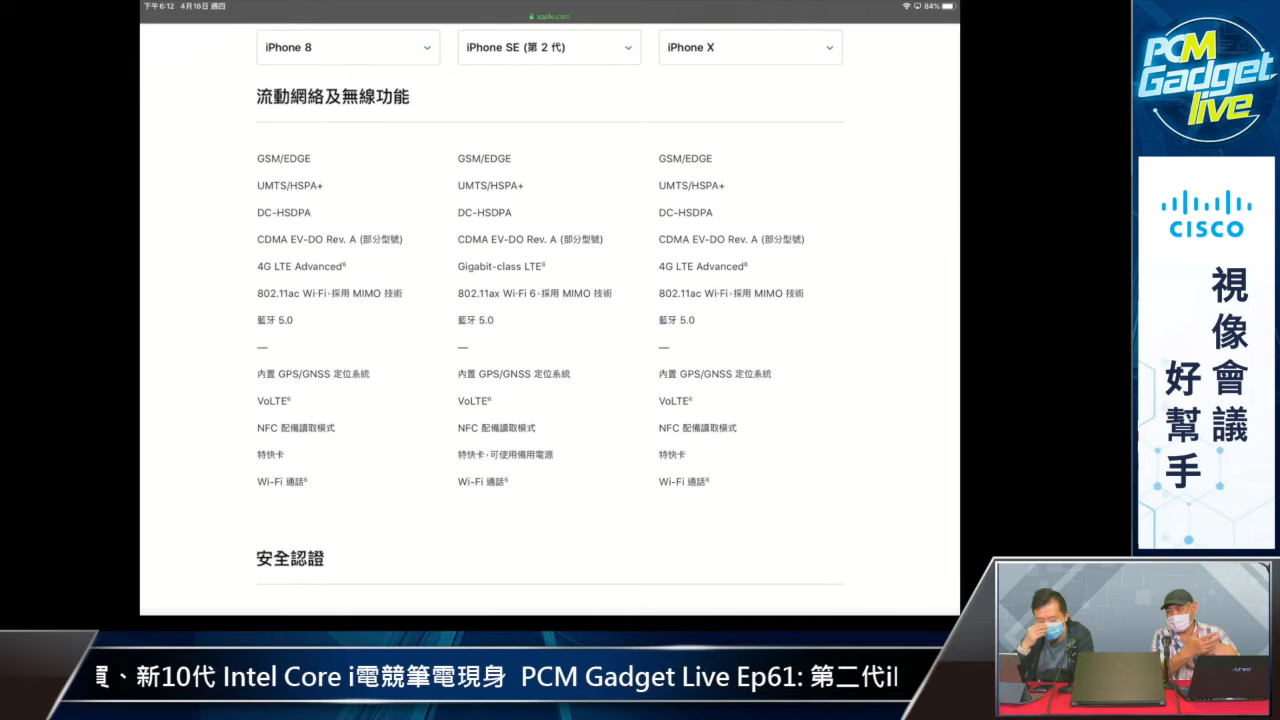 下午6:12 4月16日 週四
84%
apple.com
iPhone 8
iPhone SE (第 2 代)
iPhone X
流動網絡及無線功能
GSM/EDGE
GSM/EDGE
GSM/EDGE
UMTS/HSPA+
UMTS/HSPA+
UMTS/HSPA+
DC-HSDPA
DC-HSDPA
DC-HSDPA
CDMA EV-DO Rev. A (部分型號)
CDMA EV-DO Rev. A (部分型號)
CDMA EV-DO Rev. A (部分型號)
4G LTE Advanced⁶
Gigabit-class LTE⁶
4G LTE Advanced⁶
802.11ac Wi-Fi，採用 MIMO 技術
802.11ax Wi-Fi 6，採用 MIMO 技術
802.11ac Wi-Fi，採用 MIMO 技術
藍牙 5.0
藍牙 5.0
藍牙 5.0
—
—
—
內置 GPS/GNSS 定位系統
內置 GPS/GNSS 定位系統
內置 GPS/GNSS 定位系統
VoLTE⁶
VoLTE⁶
VoLTE⁶
NFC 配備讀取模式
NFC 配備讀取模式
NFC 配備讀取模式
特快卡
特快卡，可使用備用電源
特快卡
Wi-Fi 通話⁶
Wi-Fi 通話⁶
Wi-Fi 通話⁶
安全認證
PCM
Gadget
live
CISCO
視像會議
好幫手
、新10代 Intel Core i電競筆電現身 PCM Gadget Live Ep61: 第二代iI
AERO